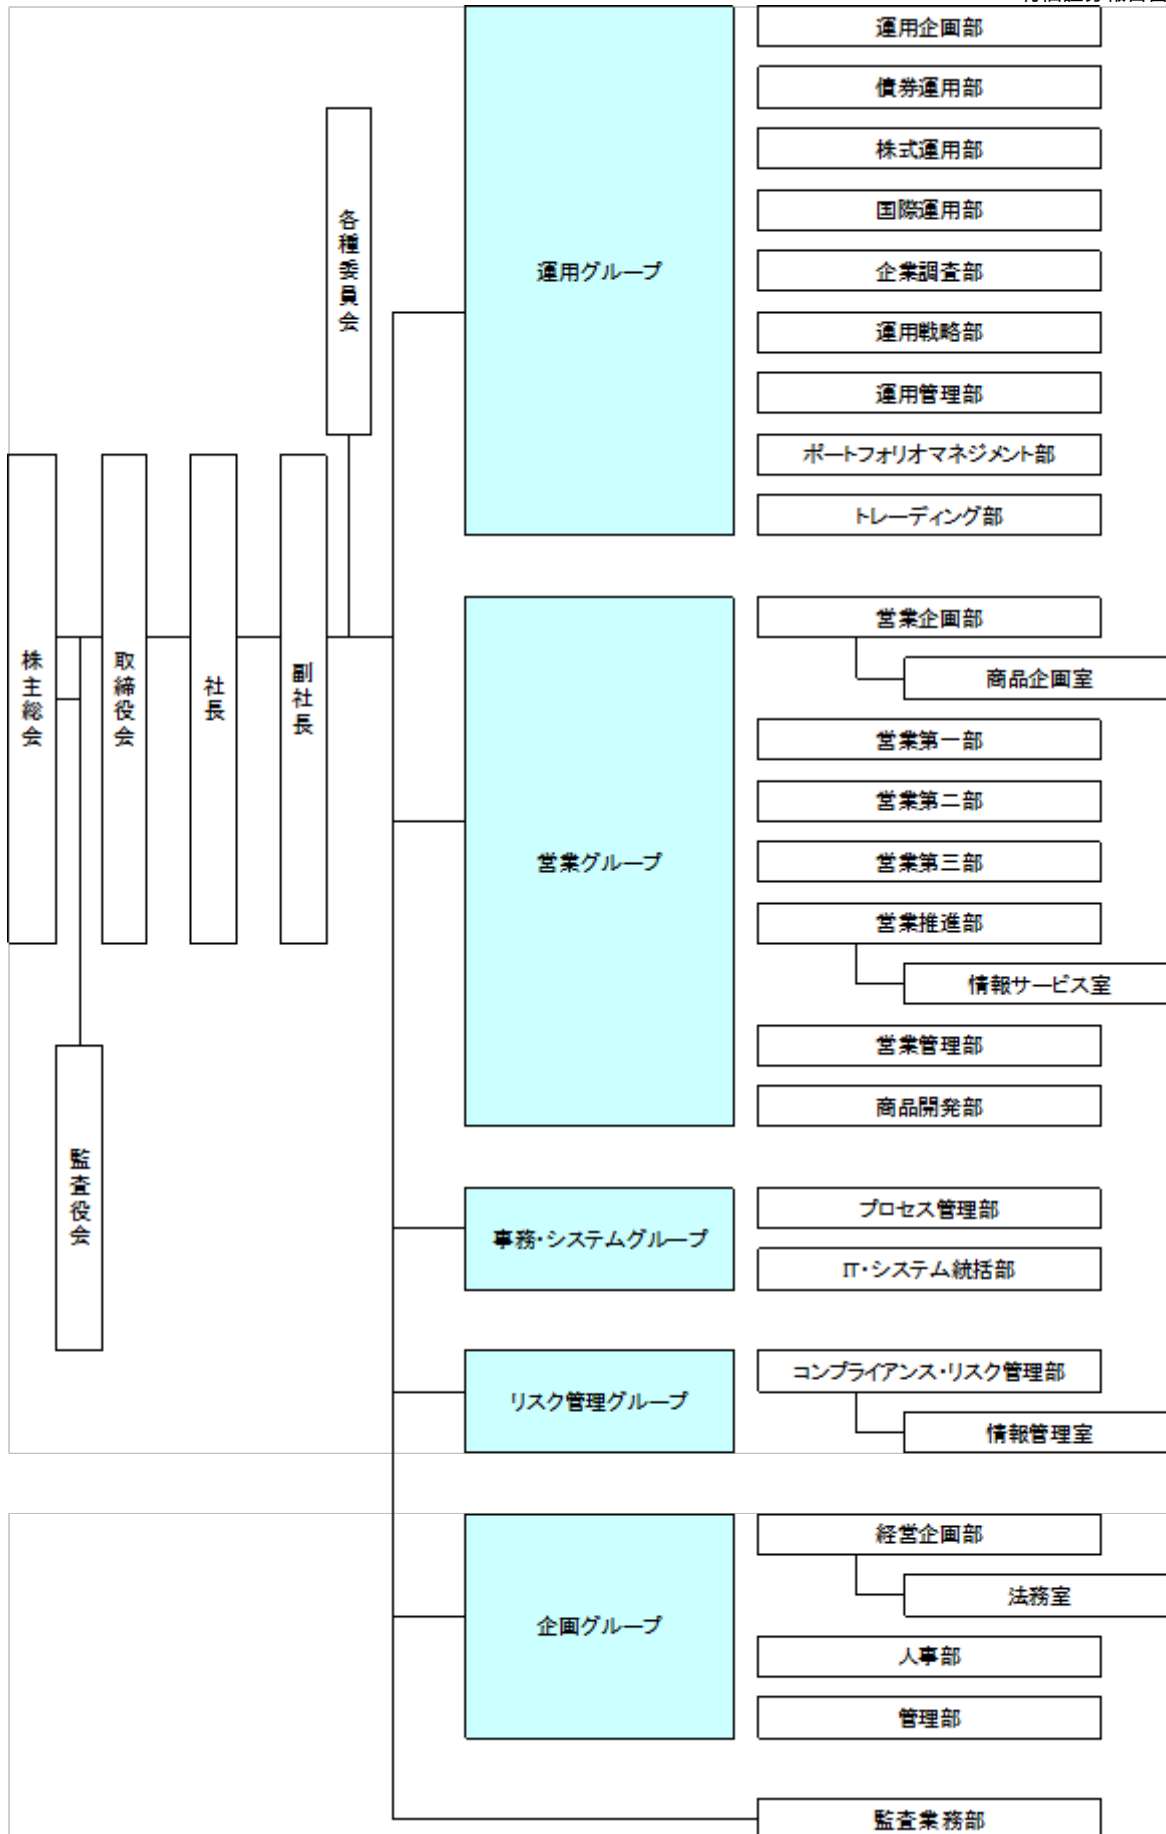 運用企画部
債券運用部
株式運用部
国際運用部
企業調査部
運用戦略部
運用管理部
ポートフォリオマネジメント部
トレーディング部
運用グループ
各種委員会
株主総会
取締役会
社長
副社長
監査役会
営業グループ
営業企画部
商品企画室
営業第一部
営業第二部
営業第三部
営業推進部
情報サービス室
営業管理部
商品開発部
事務・システムグループ
プロセス管理部
IT・システム統括部
リスク管理グループ
コンプライアンス・リスク管理部
情報管理室
企画グループ
経営企画部
法務室
人事部
管理部
監査業務部